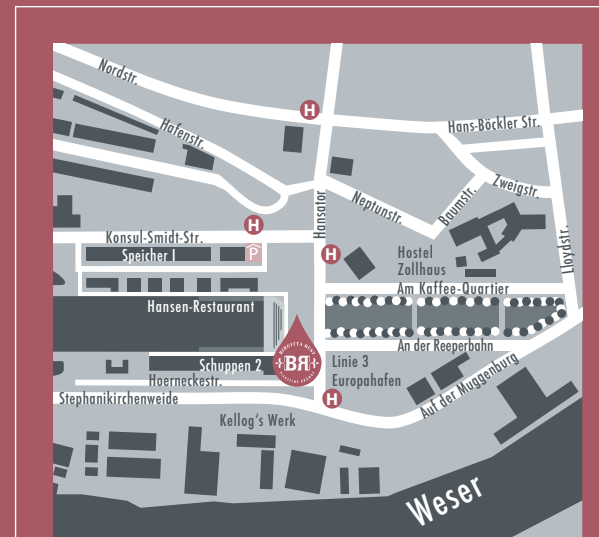 Nordstr.
H
Hafenstr.
Hans-Böckler Str.
Zweigstr.
Neptunstr.
Baumstr.
Hansator
H
Konsul-Smidt-Str.
Speicher I
P
H
Hostel
Zollhaus
Lloydstr.
Am Kaffee-Quartier
Hansen-Restaurant
An der Reeperbahn
BIRGITTA RUST
BR
Schuppen 2
Linie 3
Europahafen
Hoerneckestr.
Stephanikirchenweide
H
Auf der Muggenburg
Kellog's Werk
Weser